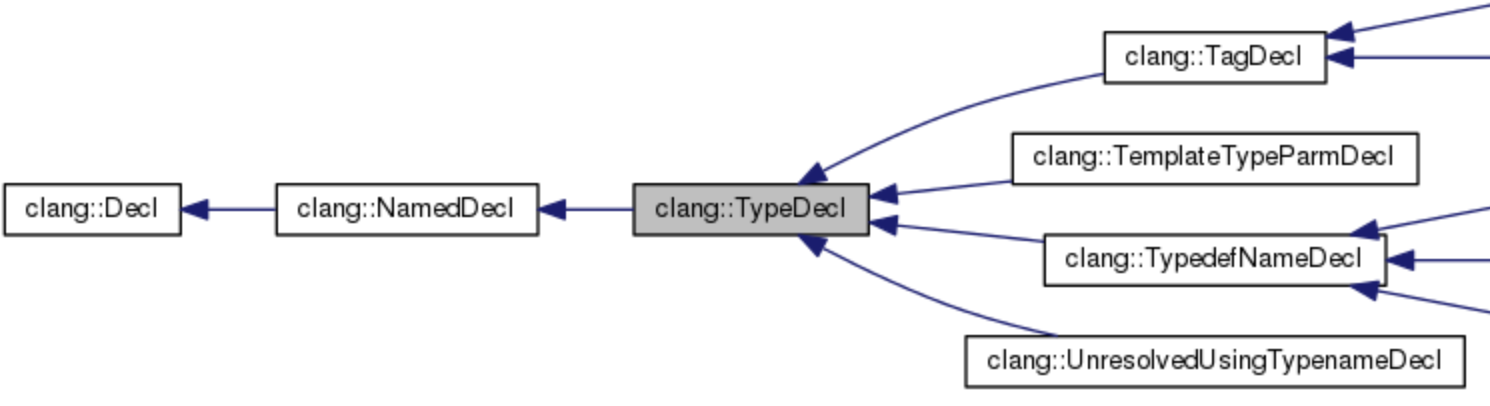 clang::TagDecl
clang::TemplateTypeParmDecl
clang::Decl
clang::NamedDecl
clang::TypeDecl
clang::TypedefNameDecl
clang::UnresolvedUsingTypenameDecl